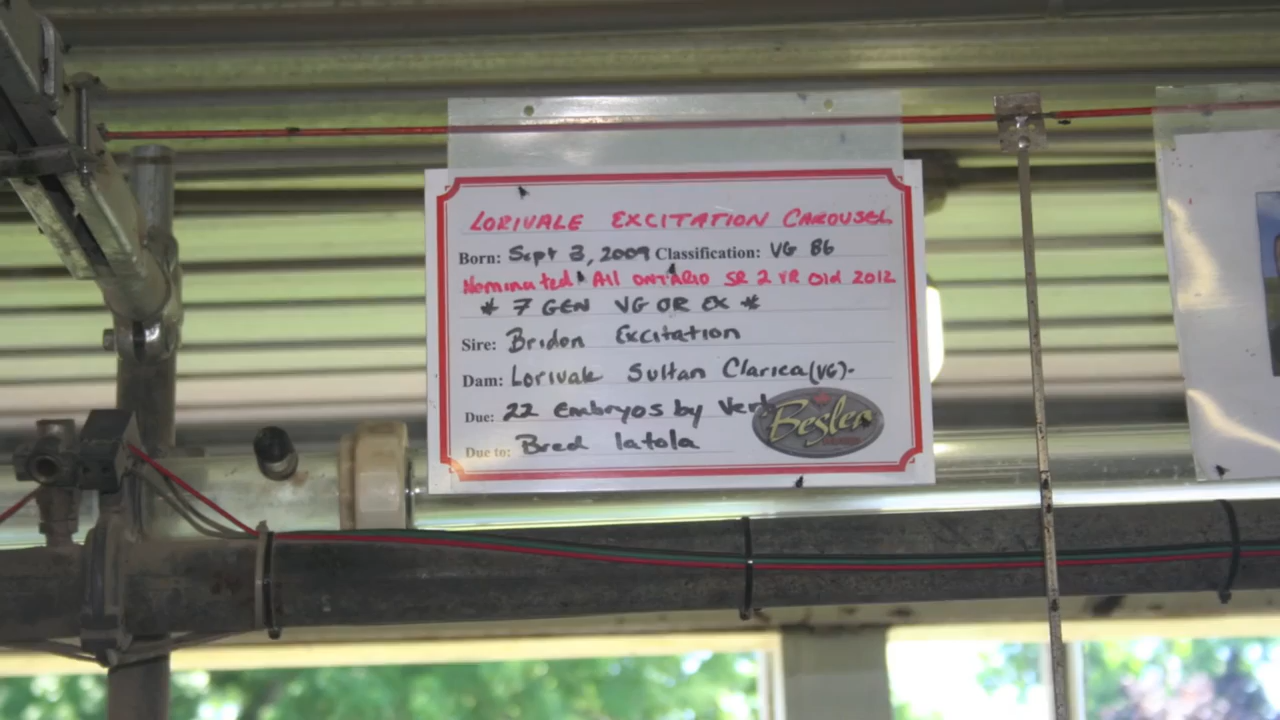 LORIVALE EXCITATION CAROUSEL
Born: Sept 3, 2009 Classification: VG 86
Nominated All ONTARIO SR 2 YR Old 2012
* 7 GEN VG OR EX *
Sire: Bridon Excitation
Dam: Lorivale Sultan Clarica (VG)-
Due: 22 Embryos by Verb
Due to: Bred latola
Beslea